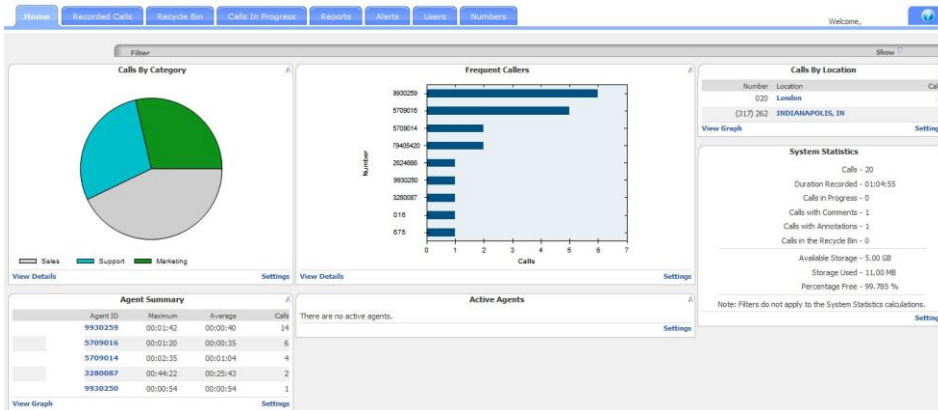 Home Recorded Calls Recycle Bin Calls In Progress Reports Alerts Users Numbers
Welcome,
Filter Show
Calls By Category
Sales Support Marketing
View Details Settings
Frequent Callers
Number
9930259
5709016
5709014
79405420
2524666
9930250
3280087
016
675
0 1 2 3 4 5 6 7
Calls
View Details Settings
Calls By Location
Number Location Cal
020 London
(317) 262 INDIANAPOLIS, IN
View Graph Setting
System Statistics
Calls - 20
Duration Recorded - 01:04:55
Calls in Progress - 0
Calls with Comments - 1
Calls with Annotations - 1
Calls in the Recycle Bin - 0
Available Storage - 5.00 GB
Storage Used - 11.00 MB
Percentage Free - 99.785 %
Note: Filters do not apply to the System Statistics calculations.
Setting
Agent Summary
Agent ID Maximum Average Calls
9930259 00:01:42 00:00:40 14
5709016 00:01:20 00:00:35 6
5709014 00:02:35 00:01:04 4
3280087 00:44:22 00:25:43 2
9930250 00:00:54 00:00:54 1
View Graph Settings
Active Agents
There are no active agents.
Settings